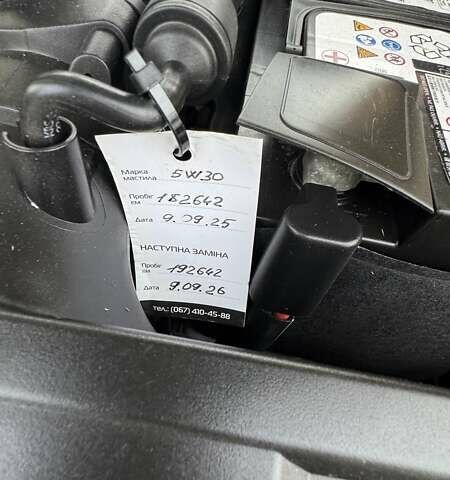 Марка мастила 5W30
Пробіг км 182642
Дата 9.09.25
НАСТУПНА ЗАМІНА
Пробіг км 192642
Дата 9.09.26
тел.: (067) 410-45-88